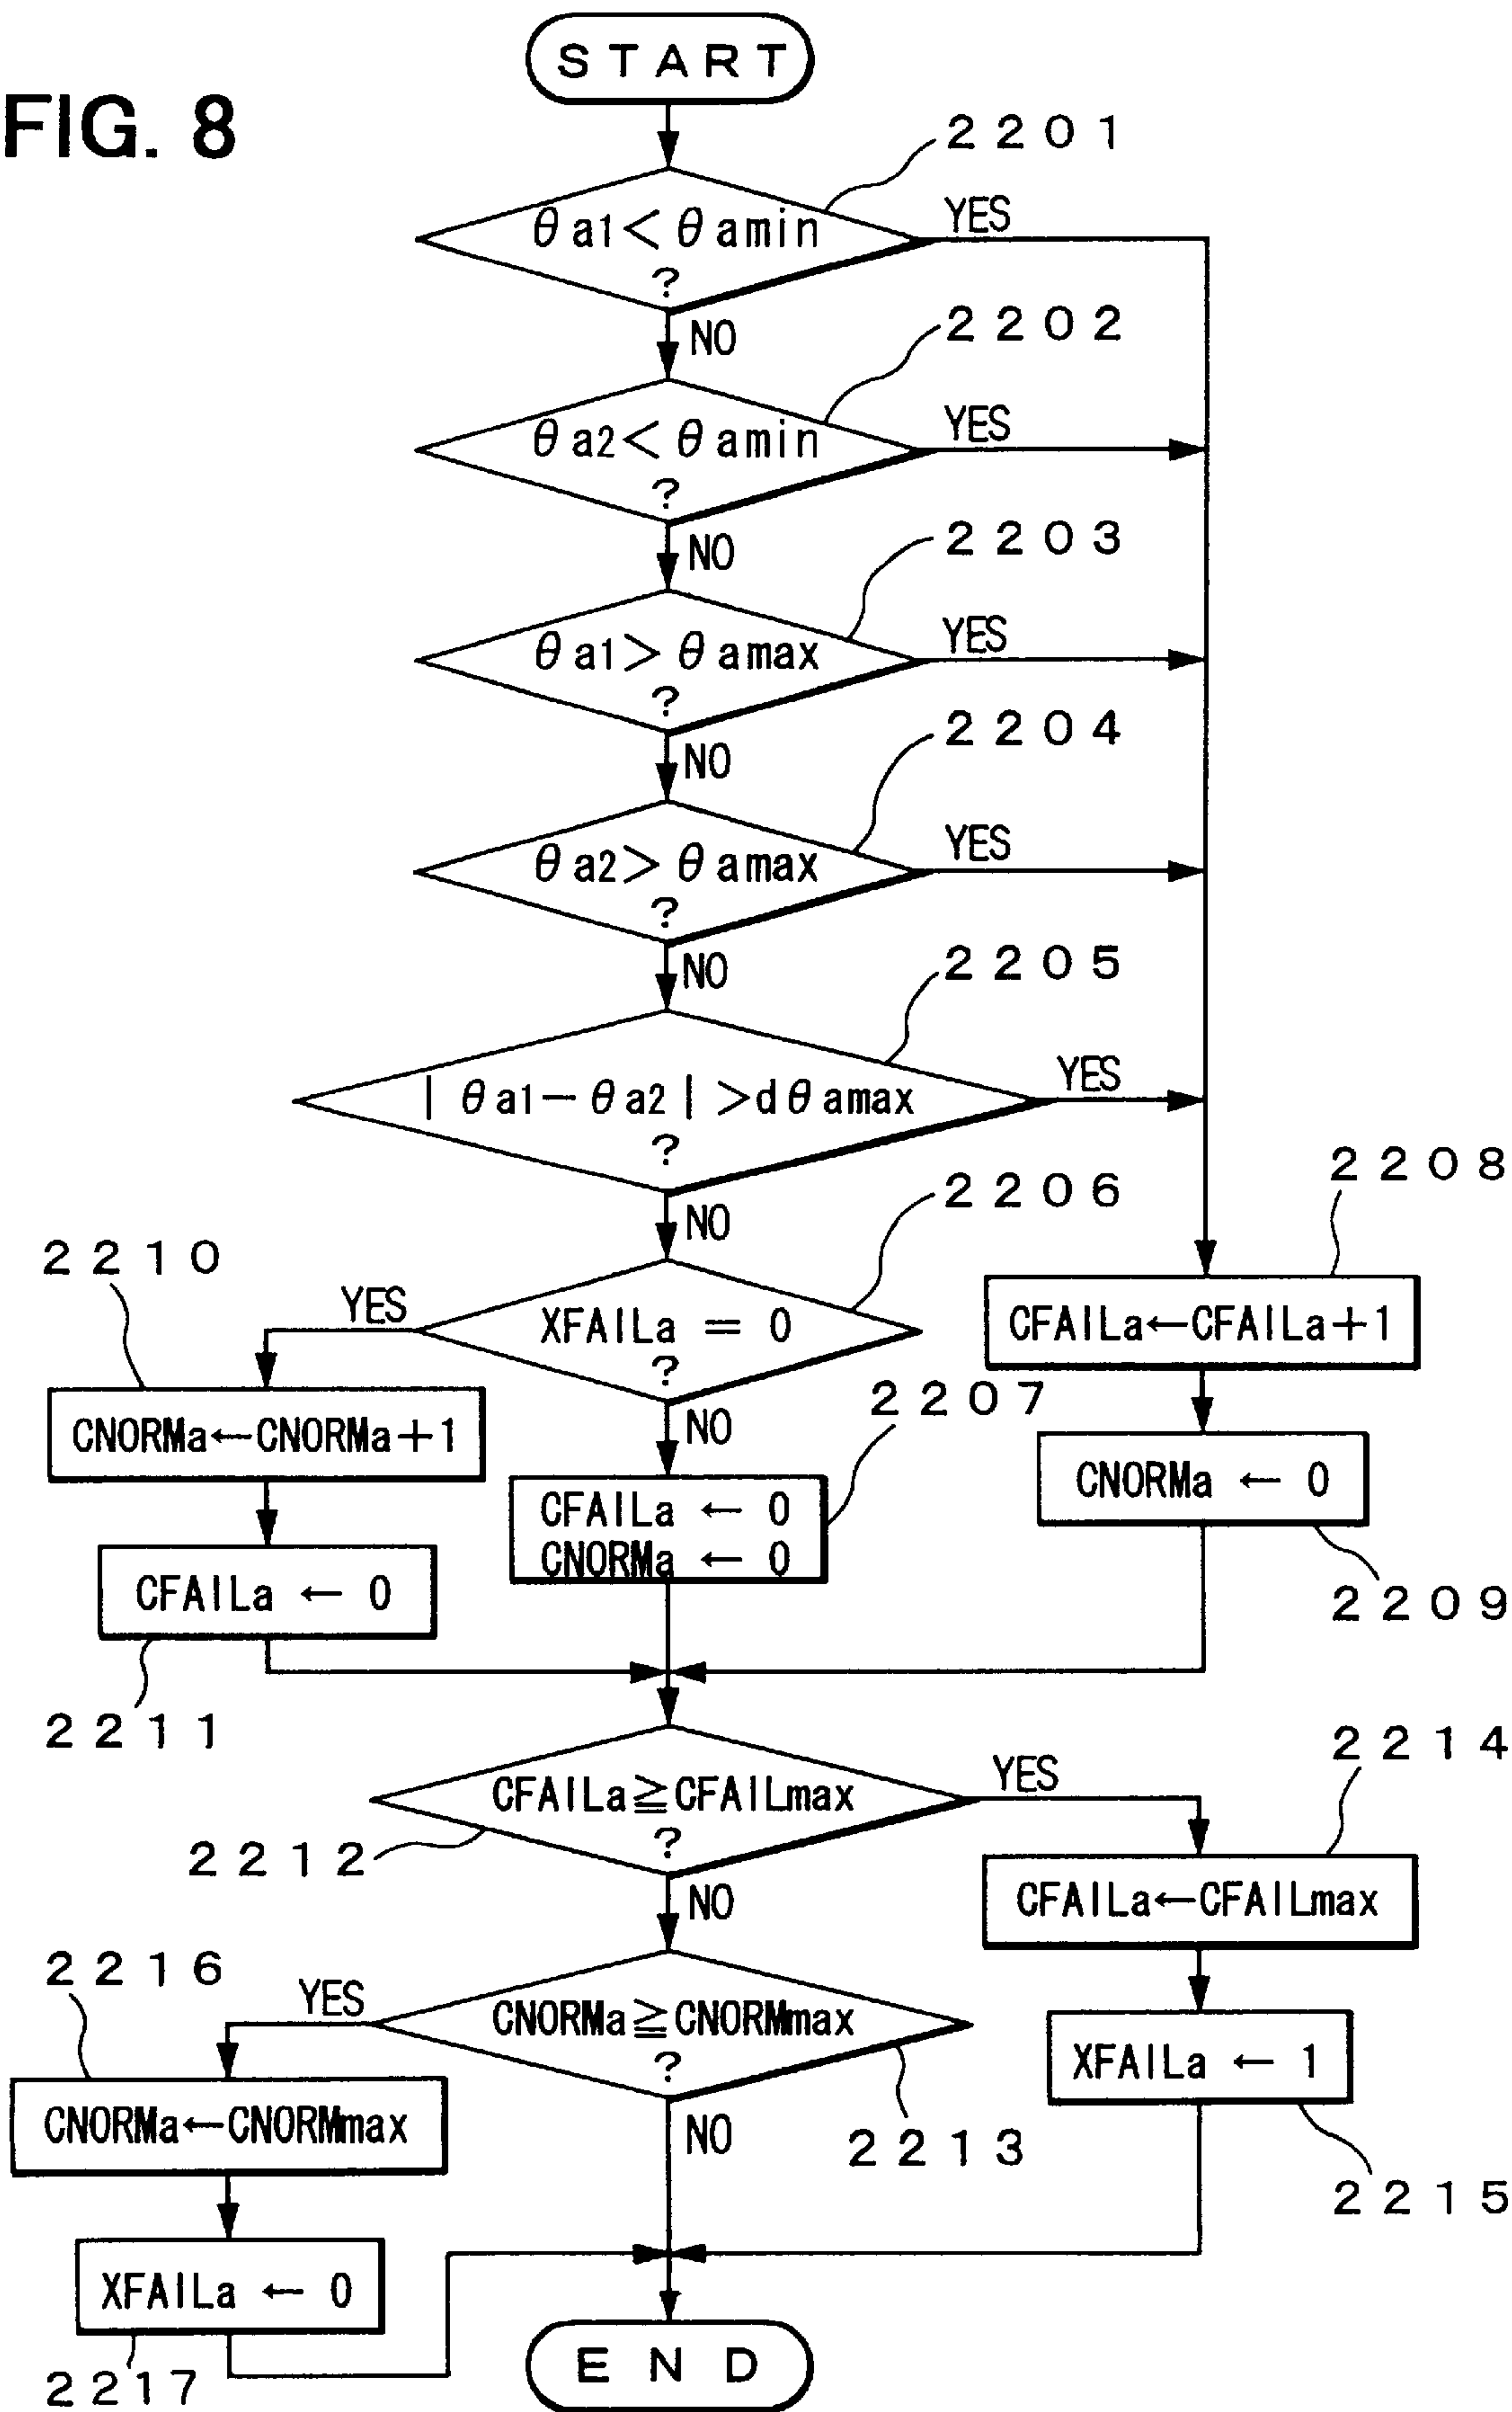 START
FIG. 8
2201
θa1<θamin
?
YES
NO
2202
θa2<θamin
?
YES
NO
2203
θa1>θamax
?
YES
NO
2204
θa2>θamax
?
YES
NO
2205
|θa1-θa2|>dθamax
?
YES
NO
2206
XFAILa = 0
?
YES
NO
2208
CFAILa←CFAILa+1
2210
CNORMa←CNORMa+1
2207
CFAILa ← 0
CNORMa ← 0
CNORMa ← 0
2209
CFAILa ← 0
2211
CFAILa≧CFAILmax
?
YES
NO
2212
2214
CFAILa←CFAILmax
CNORMa≧CNORMmax
?
YES
NO
2213
2216
CNORMa←CNORMmax
XFAILa ← 1
2215
XFAILa ← 0
2217
END